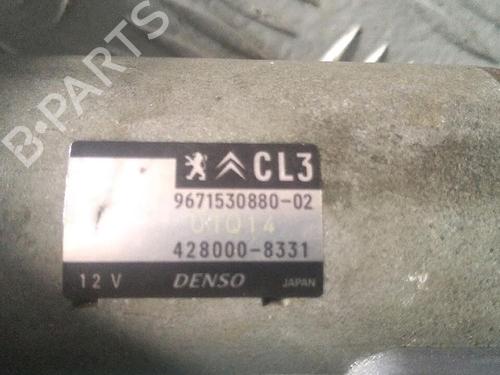 B-PARTS
CL3
9671530880-02
01Q14
428000-8331
12 V DENSO JAPAN